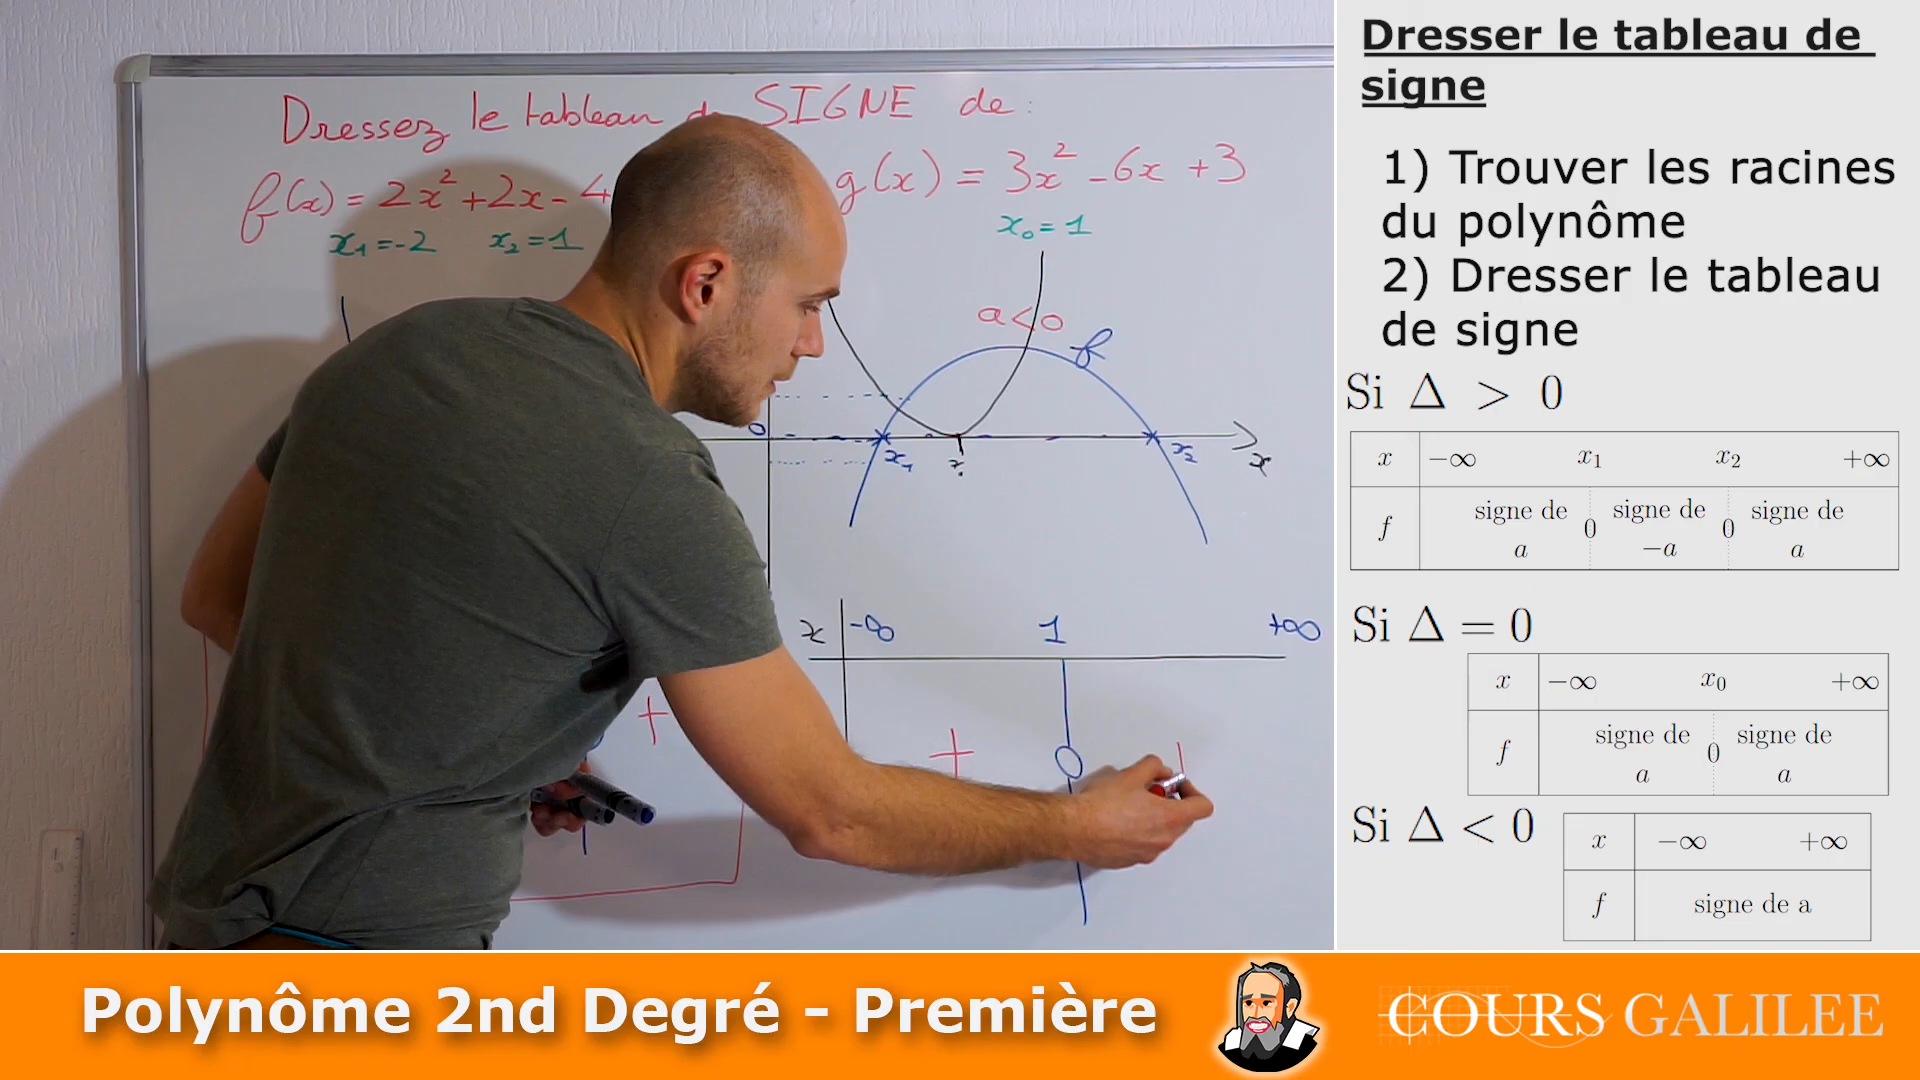 Dressez le tableau de SIGNE de :
f(x) = 2x² + 2x - 4
g(x) = 3x² - 6x + 3
x₁ = -2 x₂ = 1
x₀ = 1
a < 0
f
0
x₁
x₂
x
x -∞ 1 +∞
+
+ 0
Dresser le tableau de
signe
1) Trouver les racines
du polynôme
2) Dresser le tableau
de signe
Si Δ > 0
x -∞ x₁ x₂ +∞
f signe de a 0 signe de -a 0 signe de a
Si Δ = 0
x -∞ x₀ +∞
f signe de a 0 signe de a
Si Δ < 0
x -∞ +∞
f signe de a
Polynôme 2nd Degré - Première
COURS GALILEE